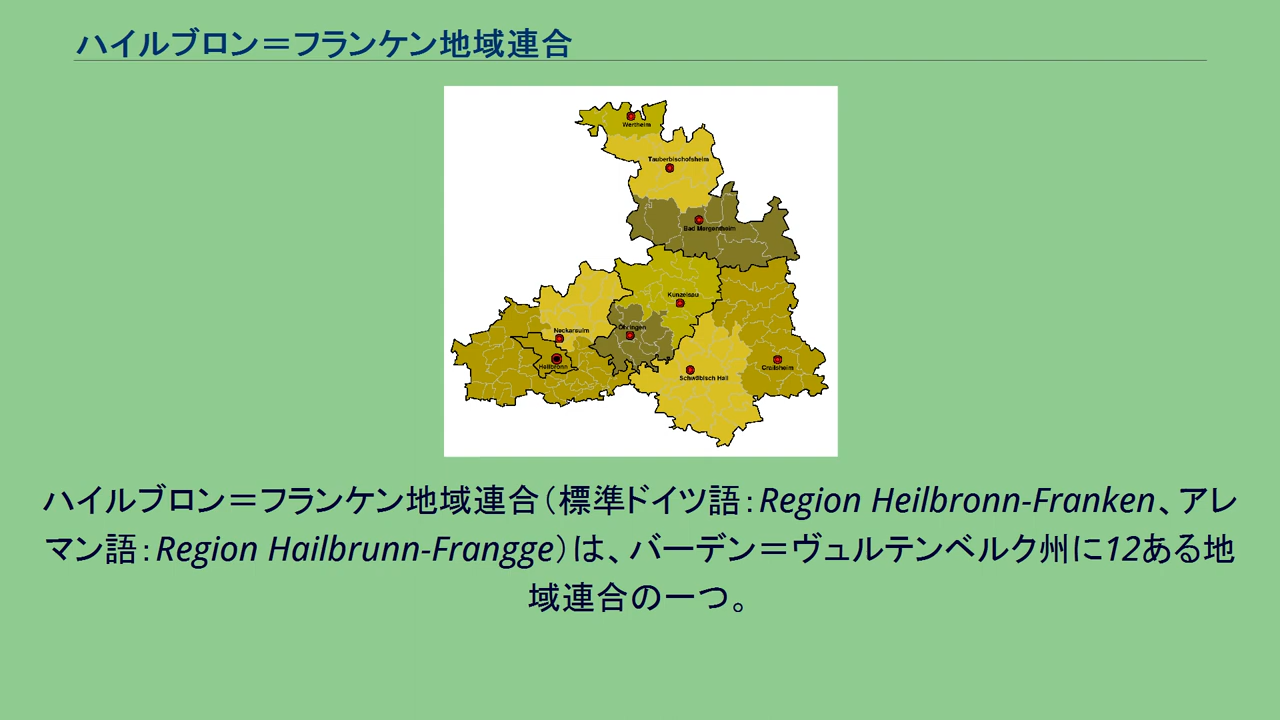 ハイルブロン＝フランケン地域連合
Wertheim
Tauberbischofsheim
Bad Mergentheim
Künzelsau
Neckarsulm
Öhringen
Heilbronn
Crailsheim
Schwäbisch Hall
ハイルブロン＝フランケン地域連合（標準ドイツ語：Region Heilbronn-Franken、アレ
マン語：Region Hailbrunn-Frangge）は、バーデン＝ヴュルテンベルク州に12ある地
域連合の一つ。